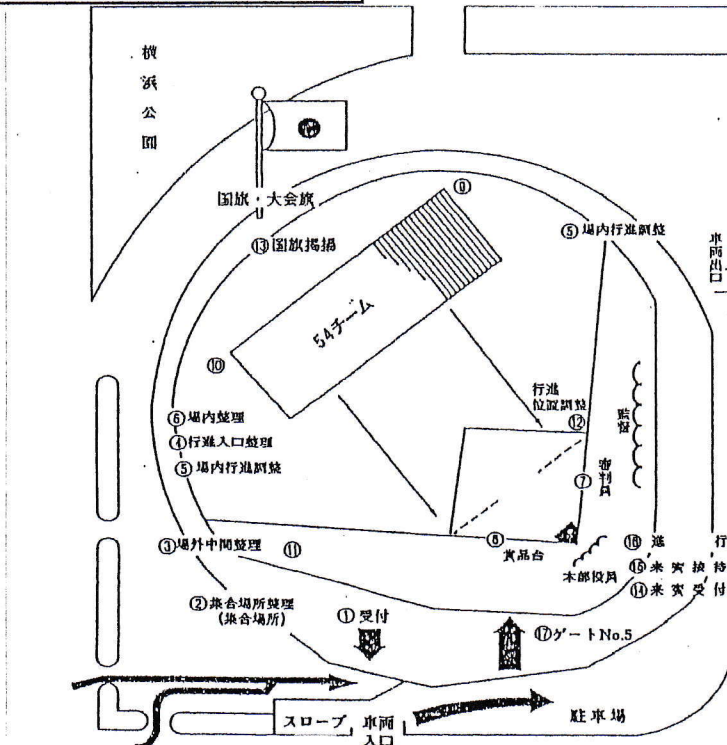 横浜公園
国旗・大会旗
⑬国旗掲揚
⑨
⑤場内行進調整
車両出口
54チーム
⑩
行進
位置調整
⑫
監督
⑥場内整理
④行進入口整理
⑤場内行進調整
⑦審判員
③場外中間整理
⑪
⑧
賞品台
本部役員
⑯進行
⑮来賓接待
⑭来賓受付
②集合場所整理
(集合場所)
①受付
⑰ゲートNo.5
スロープ
車両
入口
駐車場